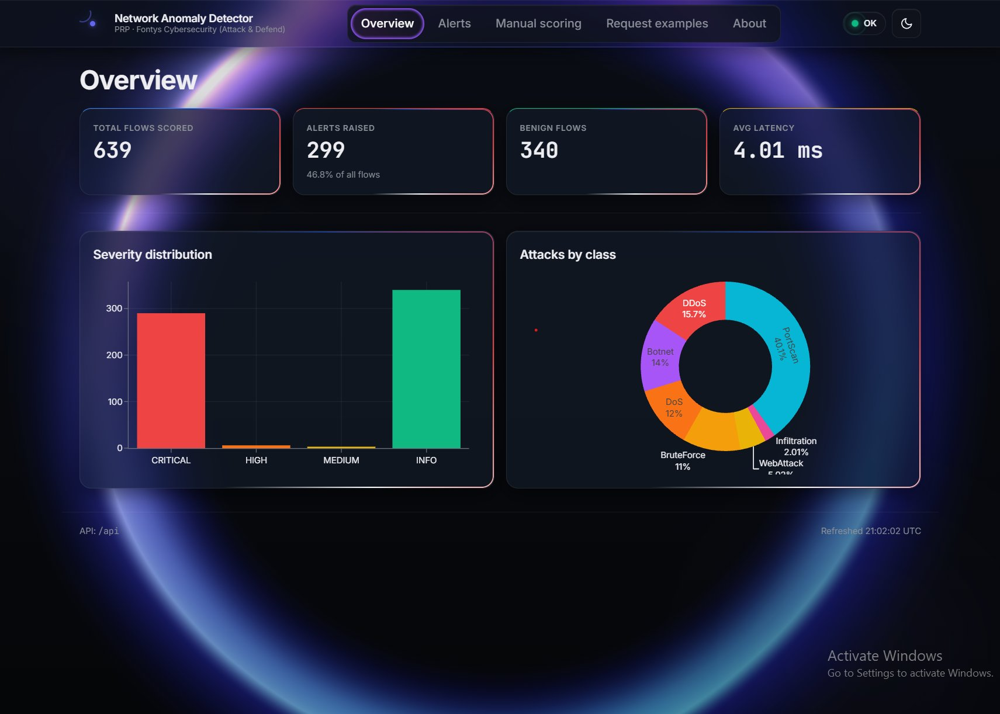 Network Anomaly Detector
PRP · Fontys Cybersecurity (Attack & Defend)
Overview
Alerts
Manual scoring
Request examples
About
OK
Overview
TOTAL FLOWS SCORED
639
ALERTS RAISED
299
46.8% of all flows
BENIGN FLOWS
340
AVG LATENCY
4.01 ms
Severity distribution
300
200
100
0
CRITICAL
HIGH
MEDIUM
INFO
Attacks by class
DDoS
15.7%
PortScan
40.1%
Botnet
14%
DoS
12%
BruteForce
11%
Infiltration
2.01%
WebAttack
API: /api
Refreshed 21:02:02 UTC
Activate Windows
Go to Settings to activate Windows.